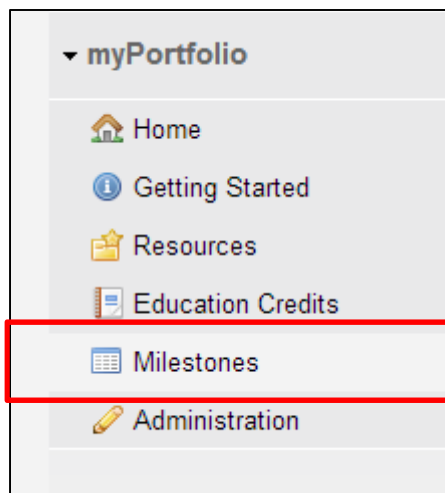 myPortfolio
Home
Getting Started
Resources
Education Credits
Milestones
Administration